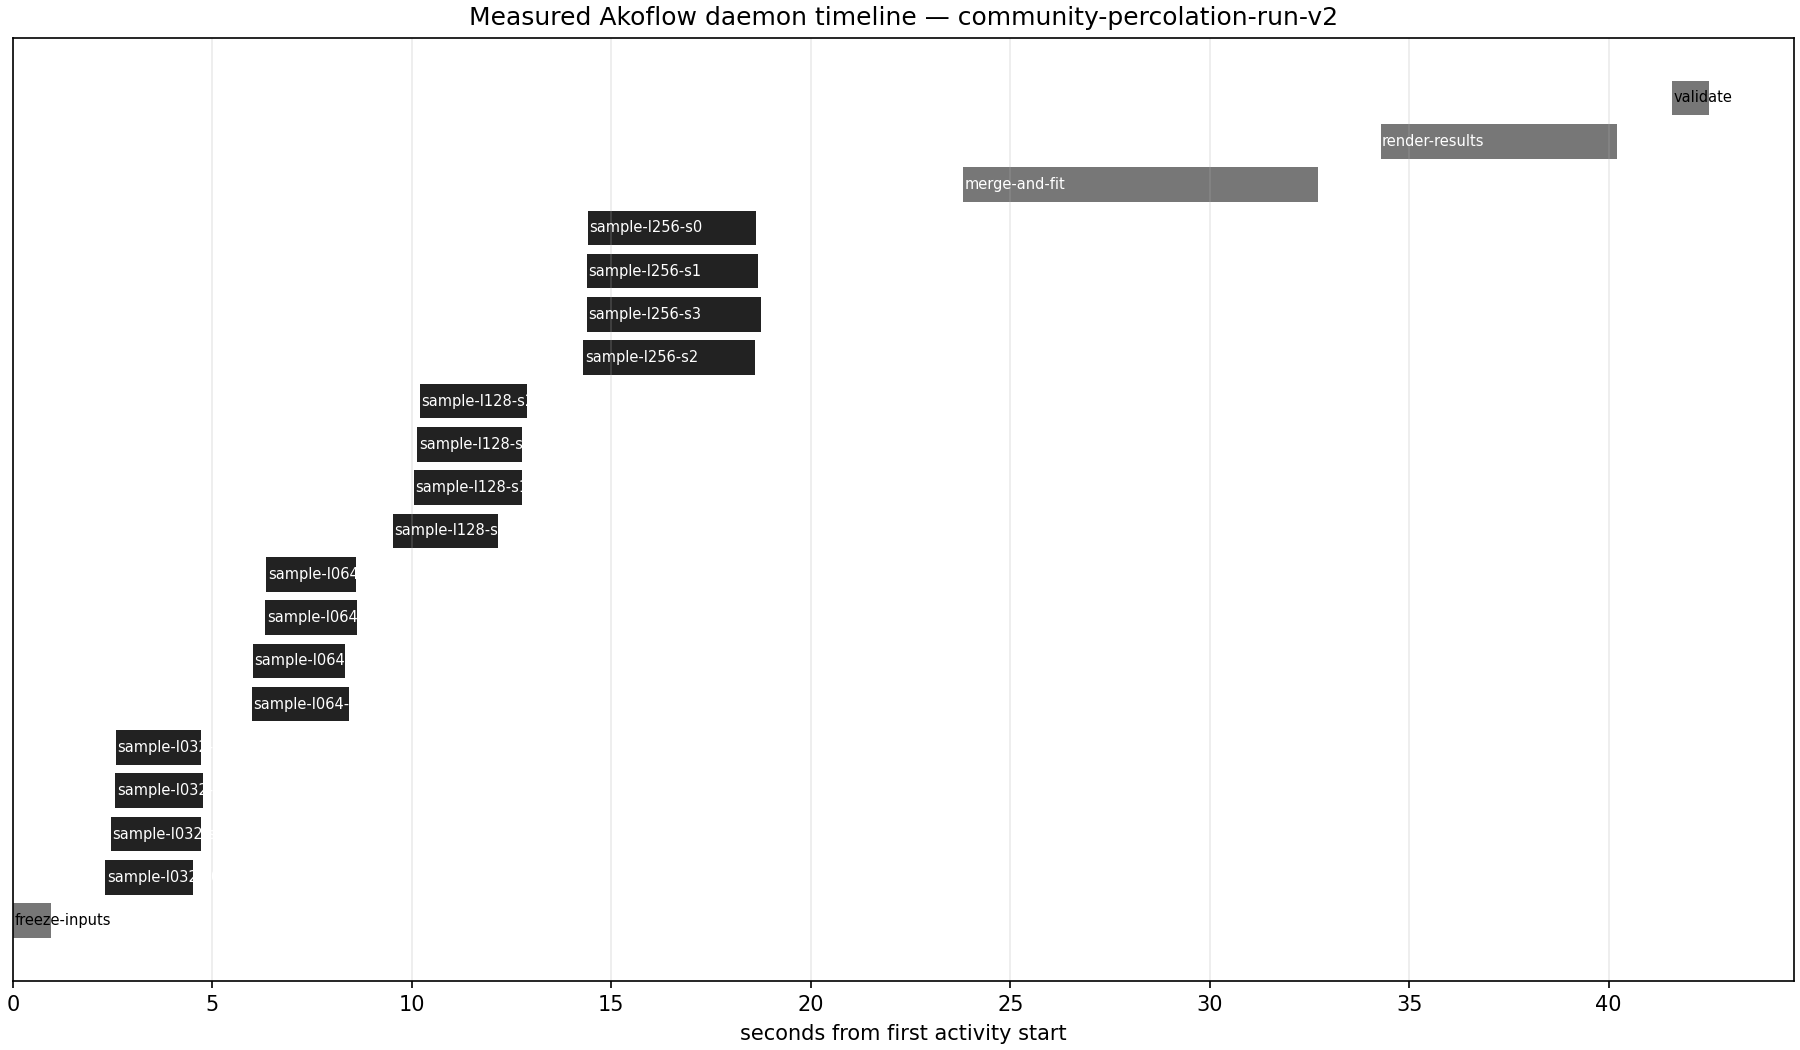 Measured Akoflow daemon timeline — community-percolation-run-v2
validate
render-results
merge-and-fit
sample-l256-s0
sample-l256-s1
sample-l256-s3
sample-l256-s2
sample-l128-s
sample-l128-s
sample-l128-s1
sample-l128-s
sample-l064
sample-l064
sample-l064
sample-l064-
sample-l032
sample-l032
sample-l032
sample-l032
freeze-inputs
0 5 10 15 20 25 30 35 40
seconds from first activity start